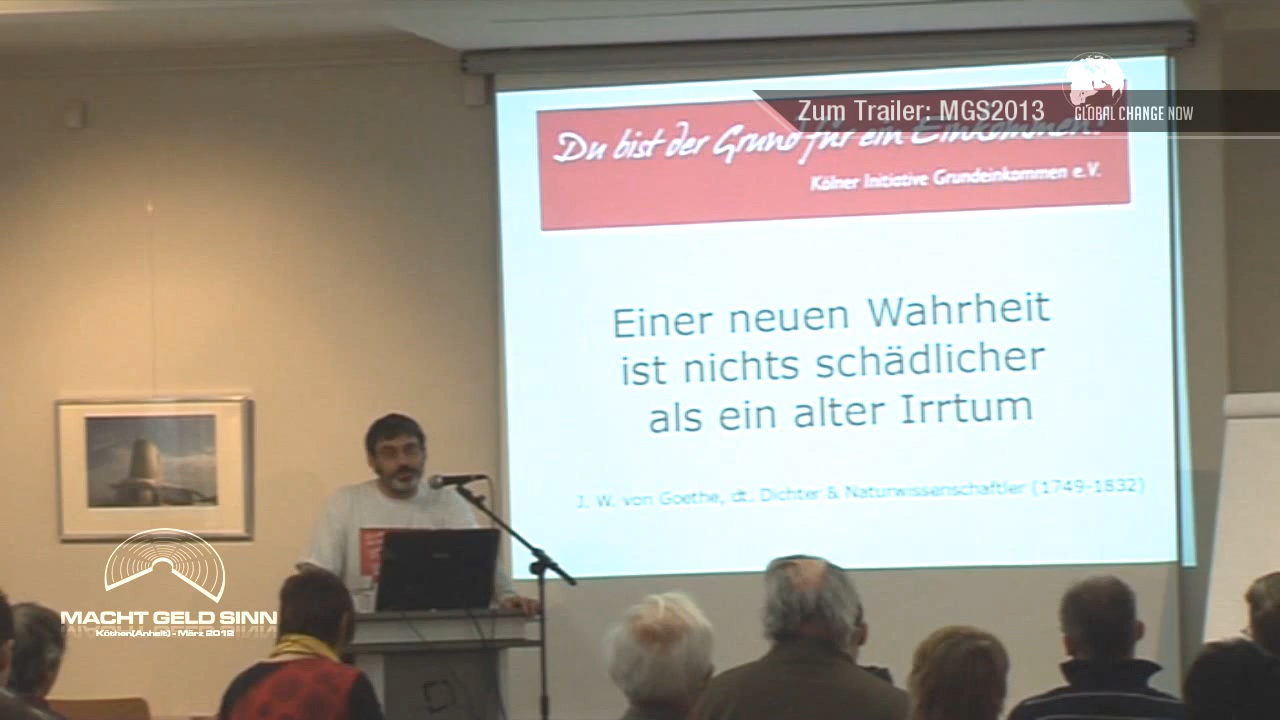 Zum Trailer: MGS2013
GLOBAL CHANGE NOW
Du bist der Grund für ein Einkommen!
Kölner Initiative Grundeinkommen e.V.
Einer neuen Wahrheit
ist nichts schädlicher
als ein alter Irrtum
J. W. von Goethe, dt. Dichter & Naturwissenschaftler (1749-1832)
MACHT GELD SINN
Köthen(Anhalt) - März 2012